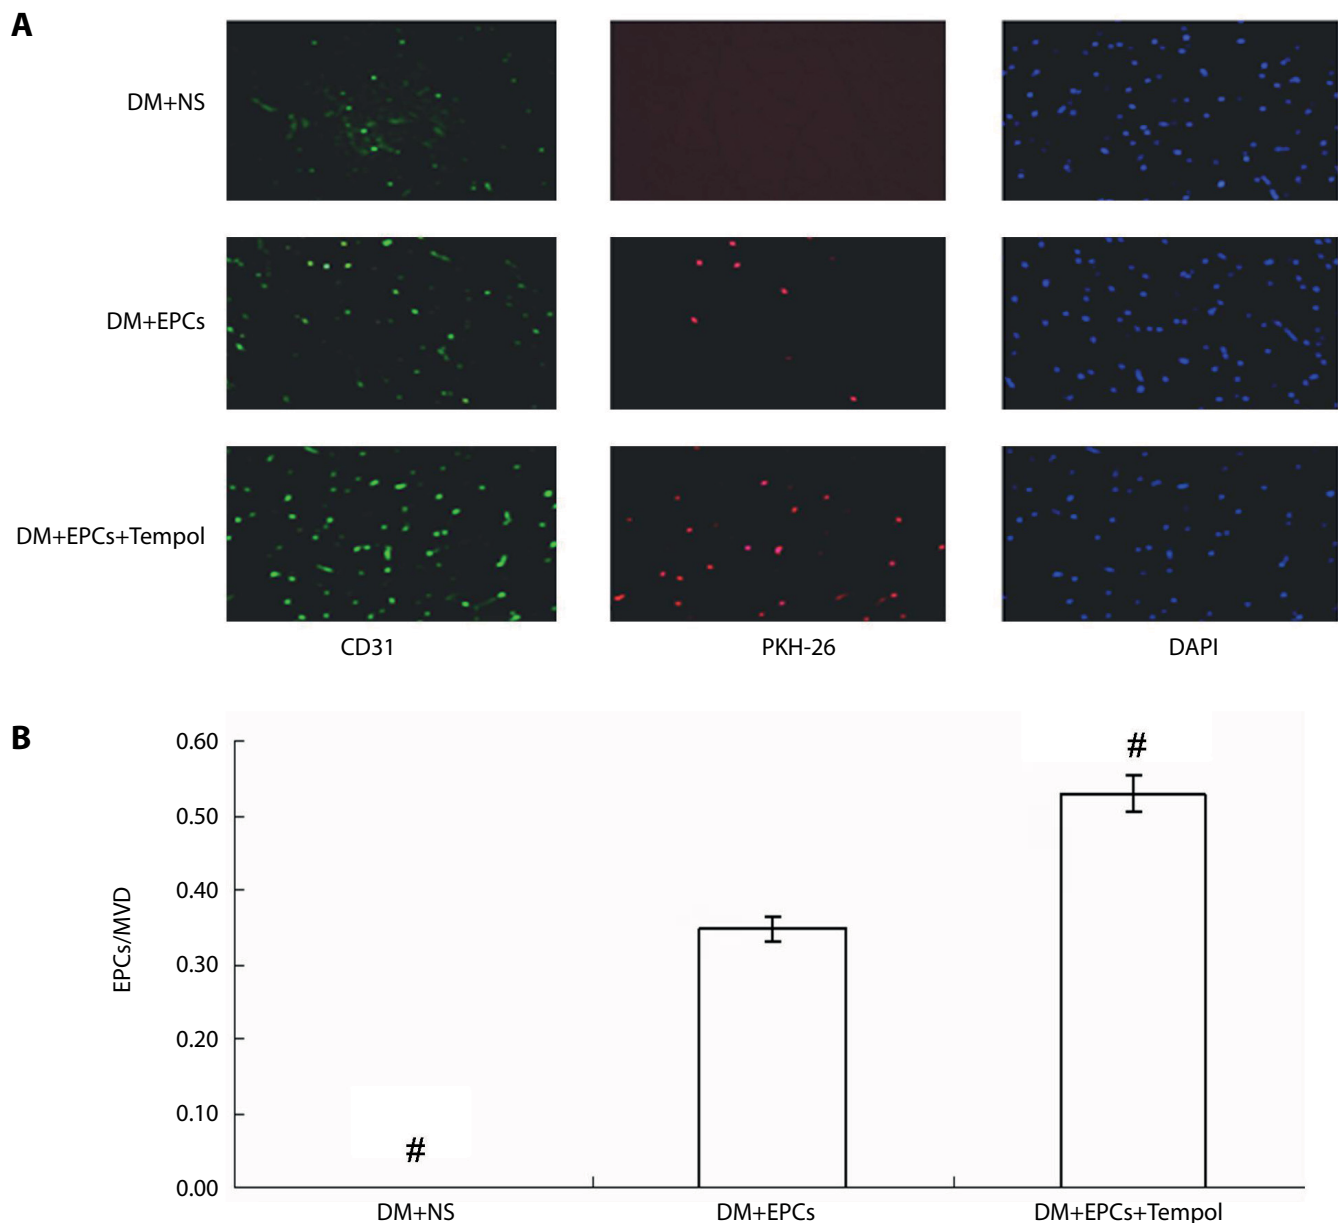 A
DM+NS
DM+EPCs
DM+EPCs+Tempol
CD31 PKH-26 DAPI
B
EPCs/MVD
0.60
0.50
0.40
0.30
0.20
0.10
0.00
#
#
DM+NS DM+EPCs DM+EPCs+Tempol